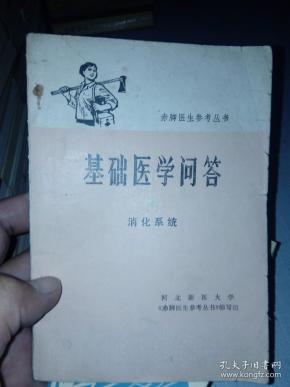 赤脚医生参考丛书
基础医学问答
消化系统
河北新医大学
《赤脚医生参考丛书》编写组
孔夫子旧书网